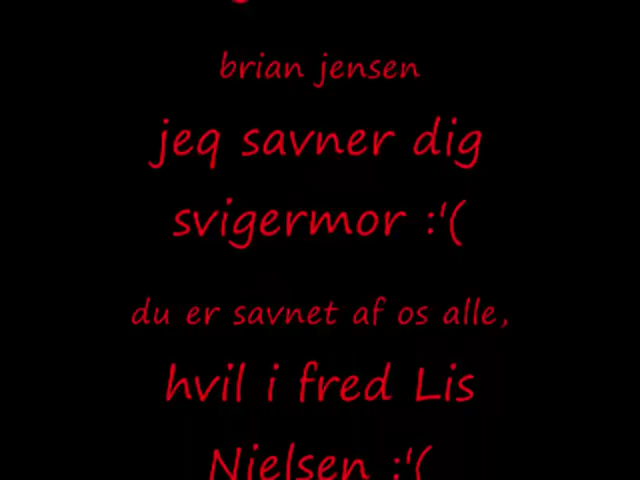 brian jensen
jeq savner dig
svigermor :'(
du er savnet af os alle,
hvil i fred Lis
Nielsen :'(